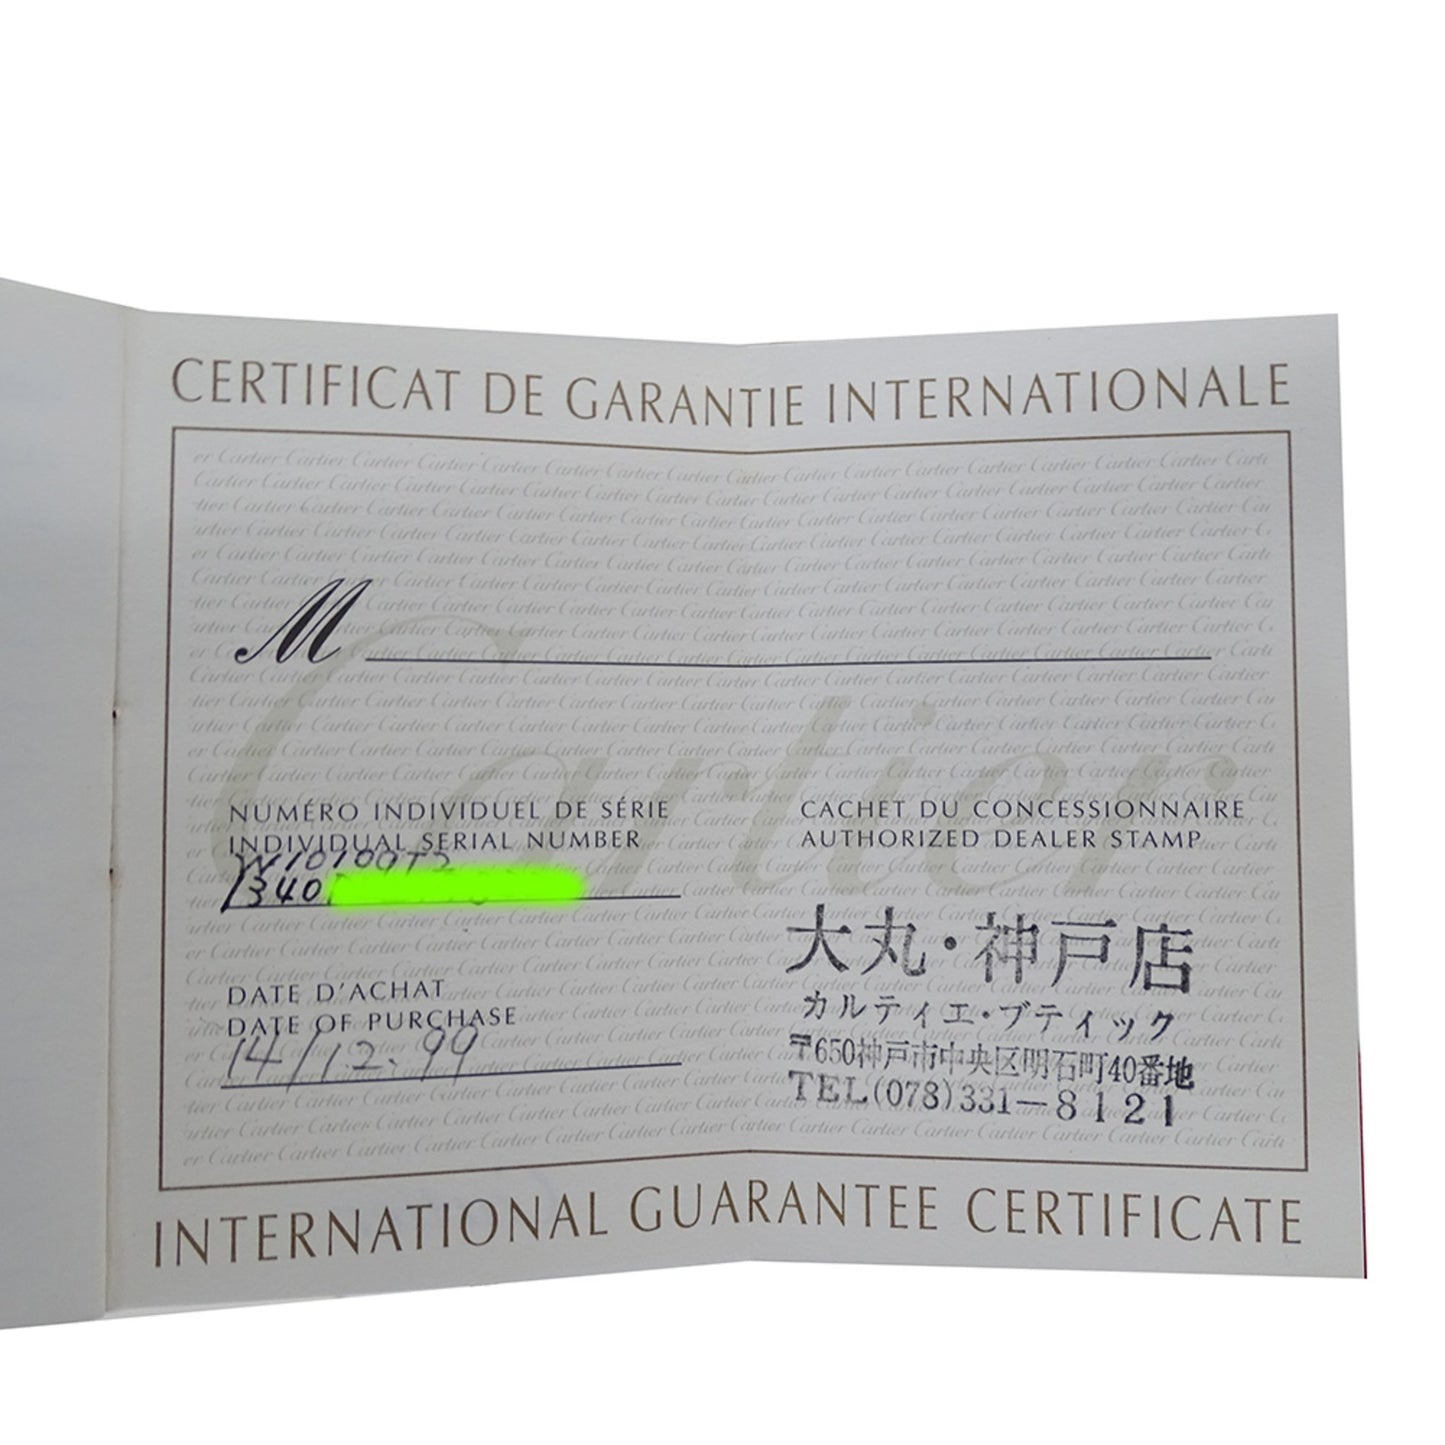 CERTIFICAT DE GARANTIE INTERNATIONALE
M
NUMÉRO INDIVIDUEL DE SÉRIE
INDIVIDUAL SERIAL NUMBER
W10100T2
1340
DATE D'ACHAT
DATE OF PURCHASE
14/12.99
CACHET DU CONCESSIONNAIRE
AUTHORIZED DEALER STAMP
大丸・神戸店
カルティエ・ブティック
〒650神戸市中央区明石町40番地
TEL(078)331-8121
Cartier
INTERNATIONAL GUARANTEE CERTIFICATE